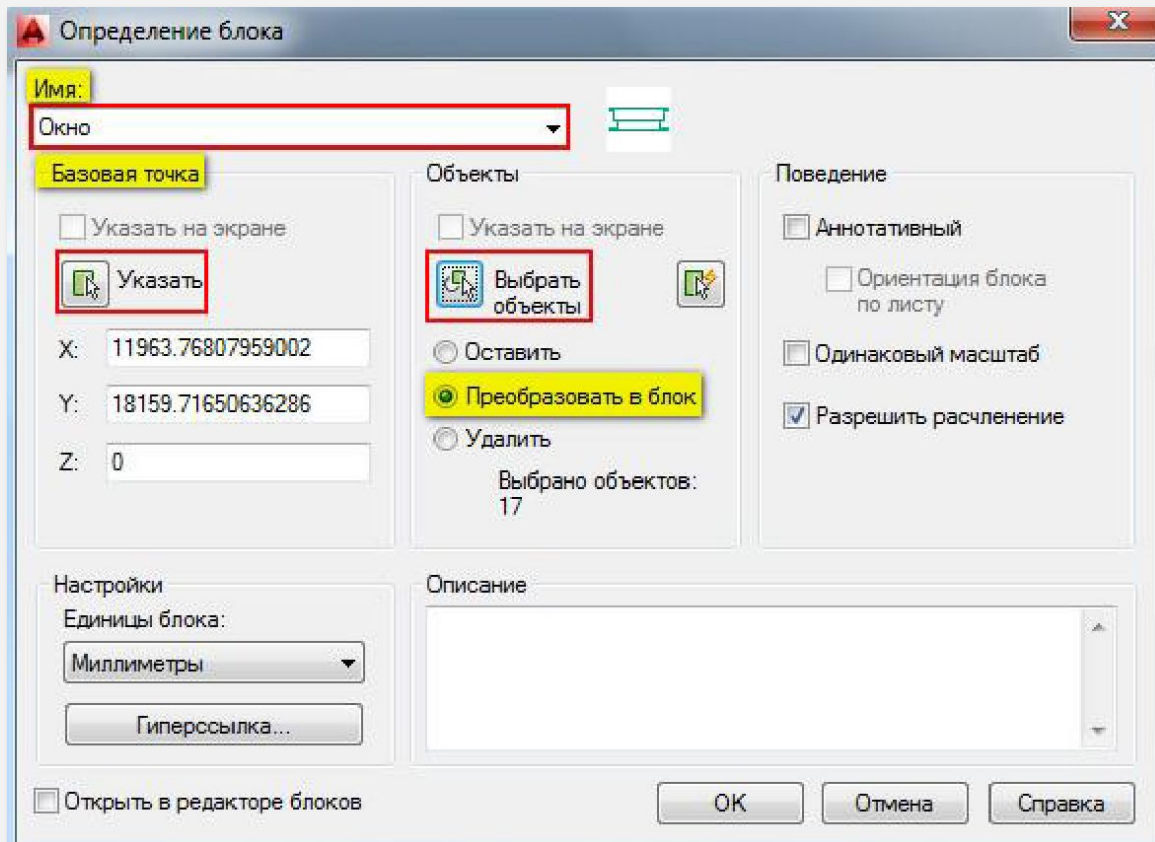 Определение блока
Имя:
Окно
Базовая точка
Указать на экране
Указать
X: 11963.76807959002
Y: 18159.71650636286
Z: 0
Объекты
Указать на экране
Выбрать
объекты
Оставить
Преобразовать в блок
Удалить
Выбрано объектов:
17
Поведение
Аннотативный
Ориентация блока
по листу
Одинаковый масштаб
Разрешить расчленение
Настройки
Единицы блока:
Миллиметры
Гиперссылка...
Описание
Открыть в редакторе блоков
OK
Отмена
Справка